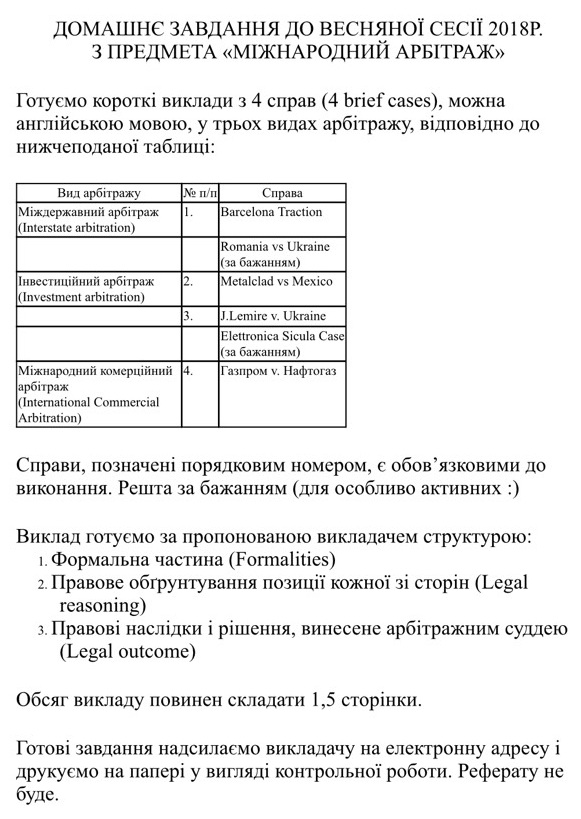 ДОМАШНЄ ЗАВДАННЯ ДО ВЕСНЯНОЇ СЕСІЇ 2018Р.
З ПРЕДМЕТА «МІЖНАРОДНИЙ АРБІТРАЖ»
Готуємо короткі виклади з 4 справ (4 brief cases), можна
англійською мовою, у трьох видах арбітражу, відповідно до
нижчеподаної таблиці:
Вид арбітражу № п/п Справа
Міждержавний арбітраж 1. Barcelona Traction
(Interstate arbitration)
Romania vs Ukraine
(за бажанням)
Інвестиційний арбітраж 2. Metalclad vs Mexico
(Investment arbitration)
3. J.Lemire v. Ukraine
Elettronica Sicula Case
(за бажанням)
Міжнародний комерційний 4. Газпром v. Нафтогаз
арбітраж
(International Commercial
Arbitration)
Справи, позначені порядковим номером, є обов’язковими до
виконання. Решта за бажанням (для особливо активних :)
Виклад готуємо за пропонованою викладачем структурою:
1. Формальна частина (Formalities)
2. Правове обґрунтування позиції кожної зі сторін (Legal
reasoning)
3. Правові наслідки і рішення, винесене арбітражним суддею
(Legal outcome)
Обсяг викладу повинен складати 1,5 сторінки.
Готові завдання надсилаємо викладачу на електронну адресу і
друкуємо на папері у вигляді контрольної роботи. Реферату не
буде.